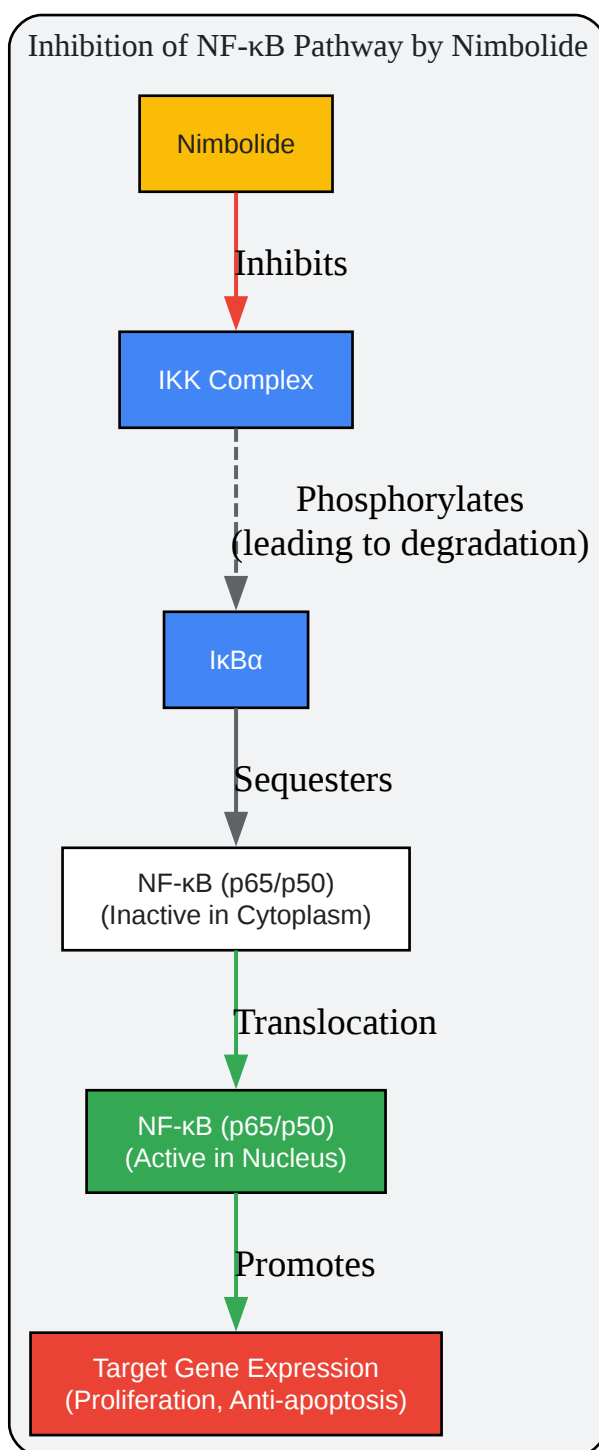 Inhibition of NF-κB Pathway by Nimbolide
Nimbolide
Inhibits
IKK Complex
Phosphorylates
(leading to degradation)
IκBα
Sequesters
NF-κB (p65/p50)
(Inactive in Cytoplasm)
Translocation
NF-κB (p65/p50)
(Active in Nucleus)
Promotes
Target Gene Expression
(Proliferation, Anti-apoptosis)